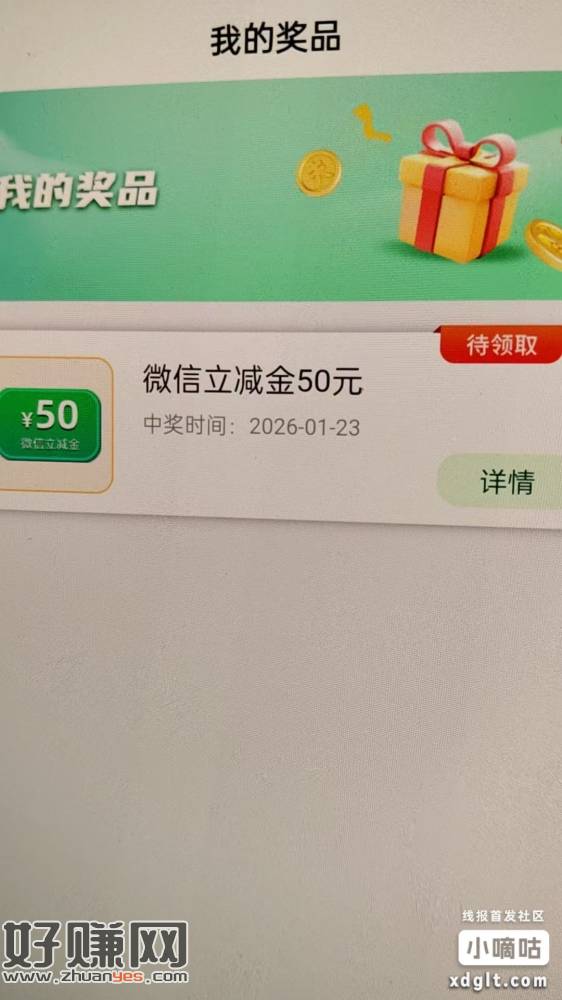 我的奖品
我的奖品
待领取
微信立减金50元
¥50
微信立减金
中奖时间：2026-01-23
详情
线报首发社区
小嘀咕
xdglt.com
好赚网
www.zhuanyes.com